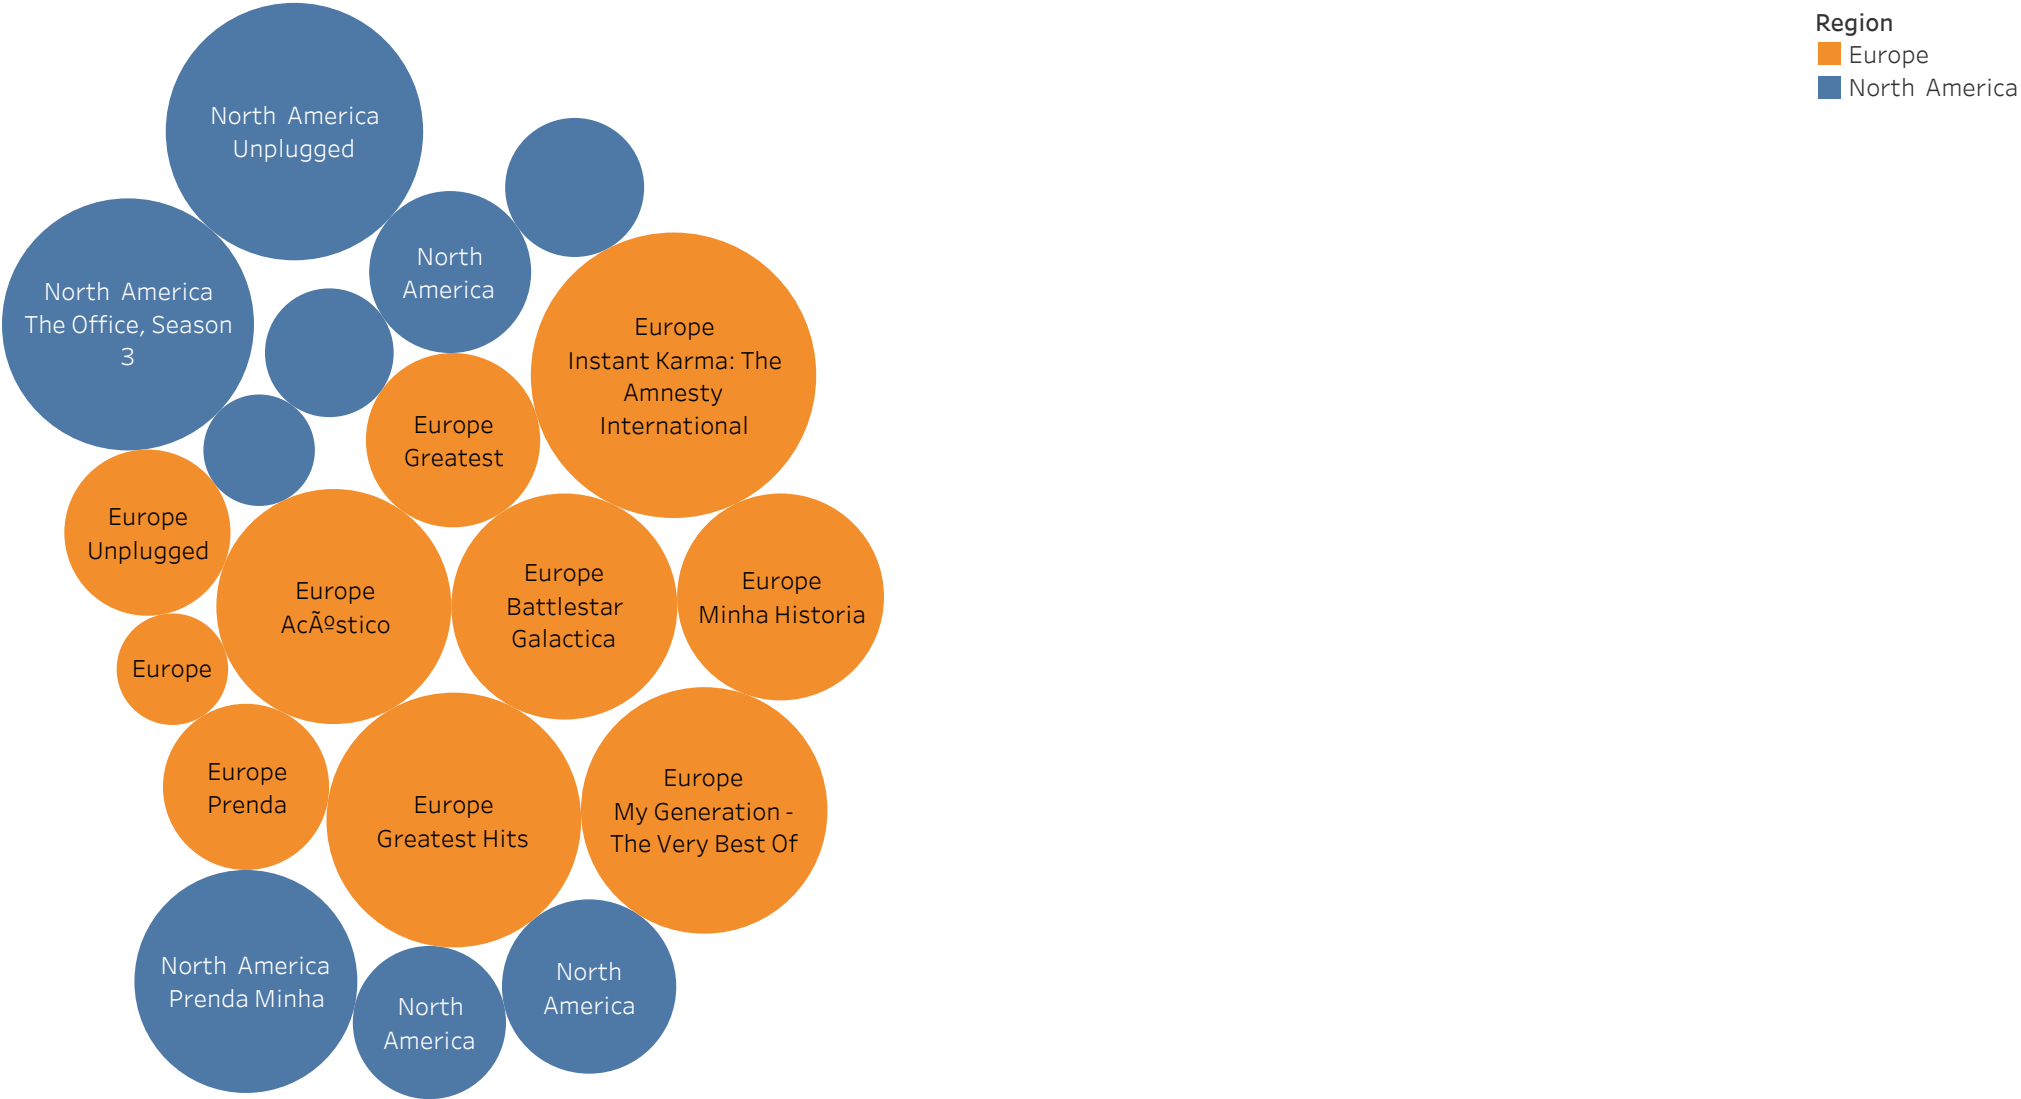 Region
Europe
North America
North America
Unplugged
North
America
North America
The Office, Season
3
Europe
Instant Karma: The
Amnesty
International
Europe
Greatest
Europe
Unplugged
Europe
AcÃºstico
Europe
Battlestar
Galactica
Europe
Minha Historia
Europe
Europe
Prenda
Europe
Greatest Hits
Europe
My Generation -
The Very Best Of
North America
Prenda Minha
North
America
North
America